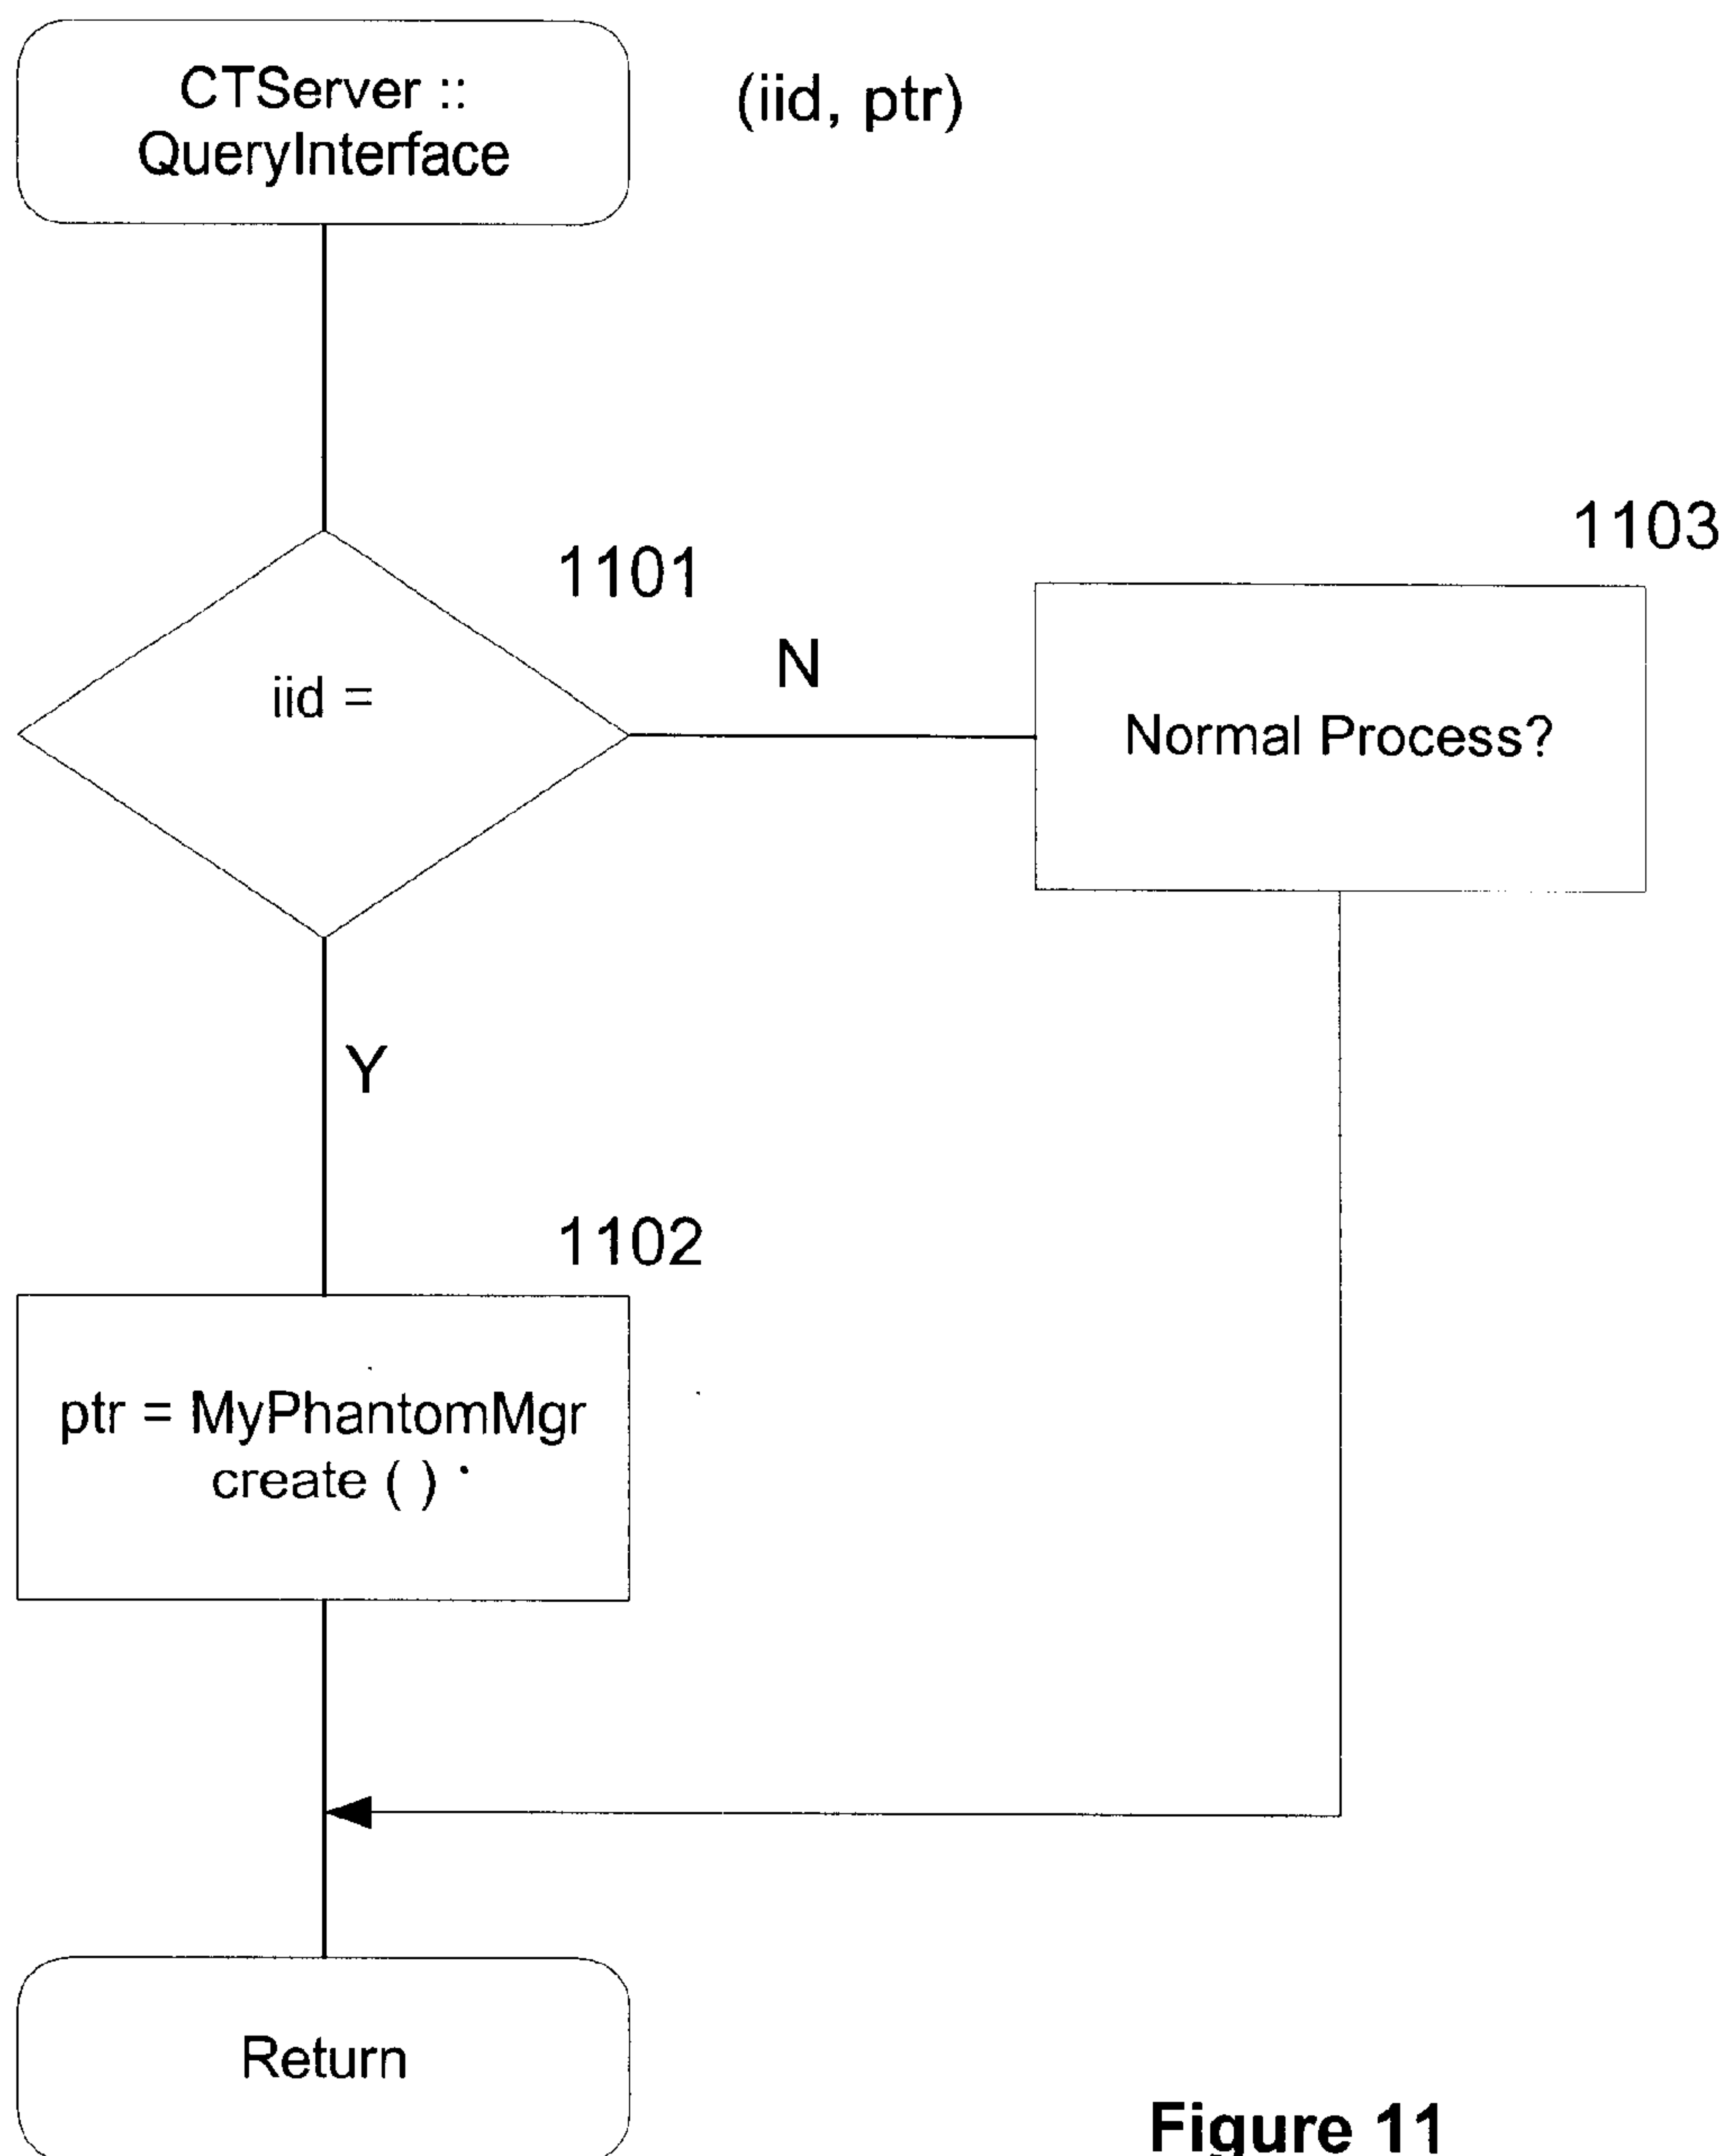 CTServer ::
QueryInterface
(iid, ptr)
1101
iid =
N
1103
Normal Process?
Y
1102
ptr = MyPhantomMgr
create ( )
Return
Figure 11